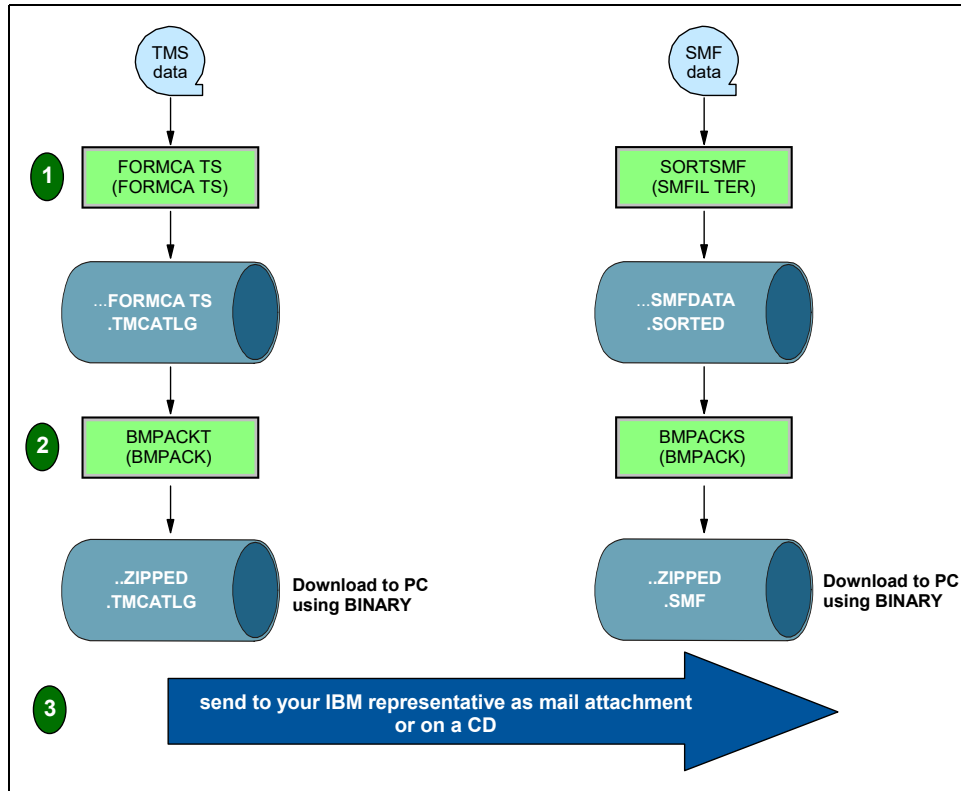 TMS
data
SMF
data
1
FORMCA TS
(FORMCA TS)
SORTSMF
(SMFIL TER)
...FORMCA TS
.TMCATLG
...SMFDATA
.SORTED
2
BMPACKT
(BMPACK)
BMPACKS
(BMPACK)
..ZIPPED
.TMCATLG
Download to PC
using BINARY
..ZIPPED
.SMF
Download to PC
using BINARY
3
send to your IBM representative as mail attachment
or on a CD